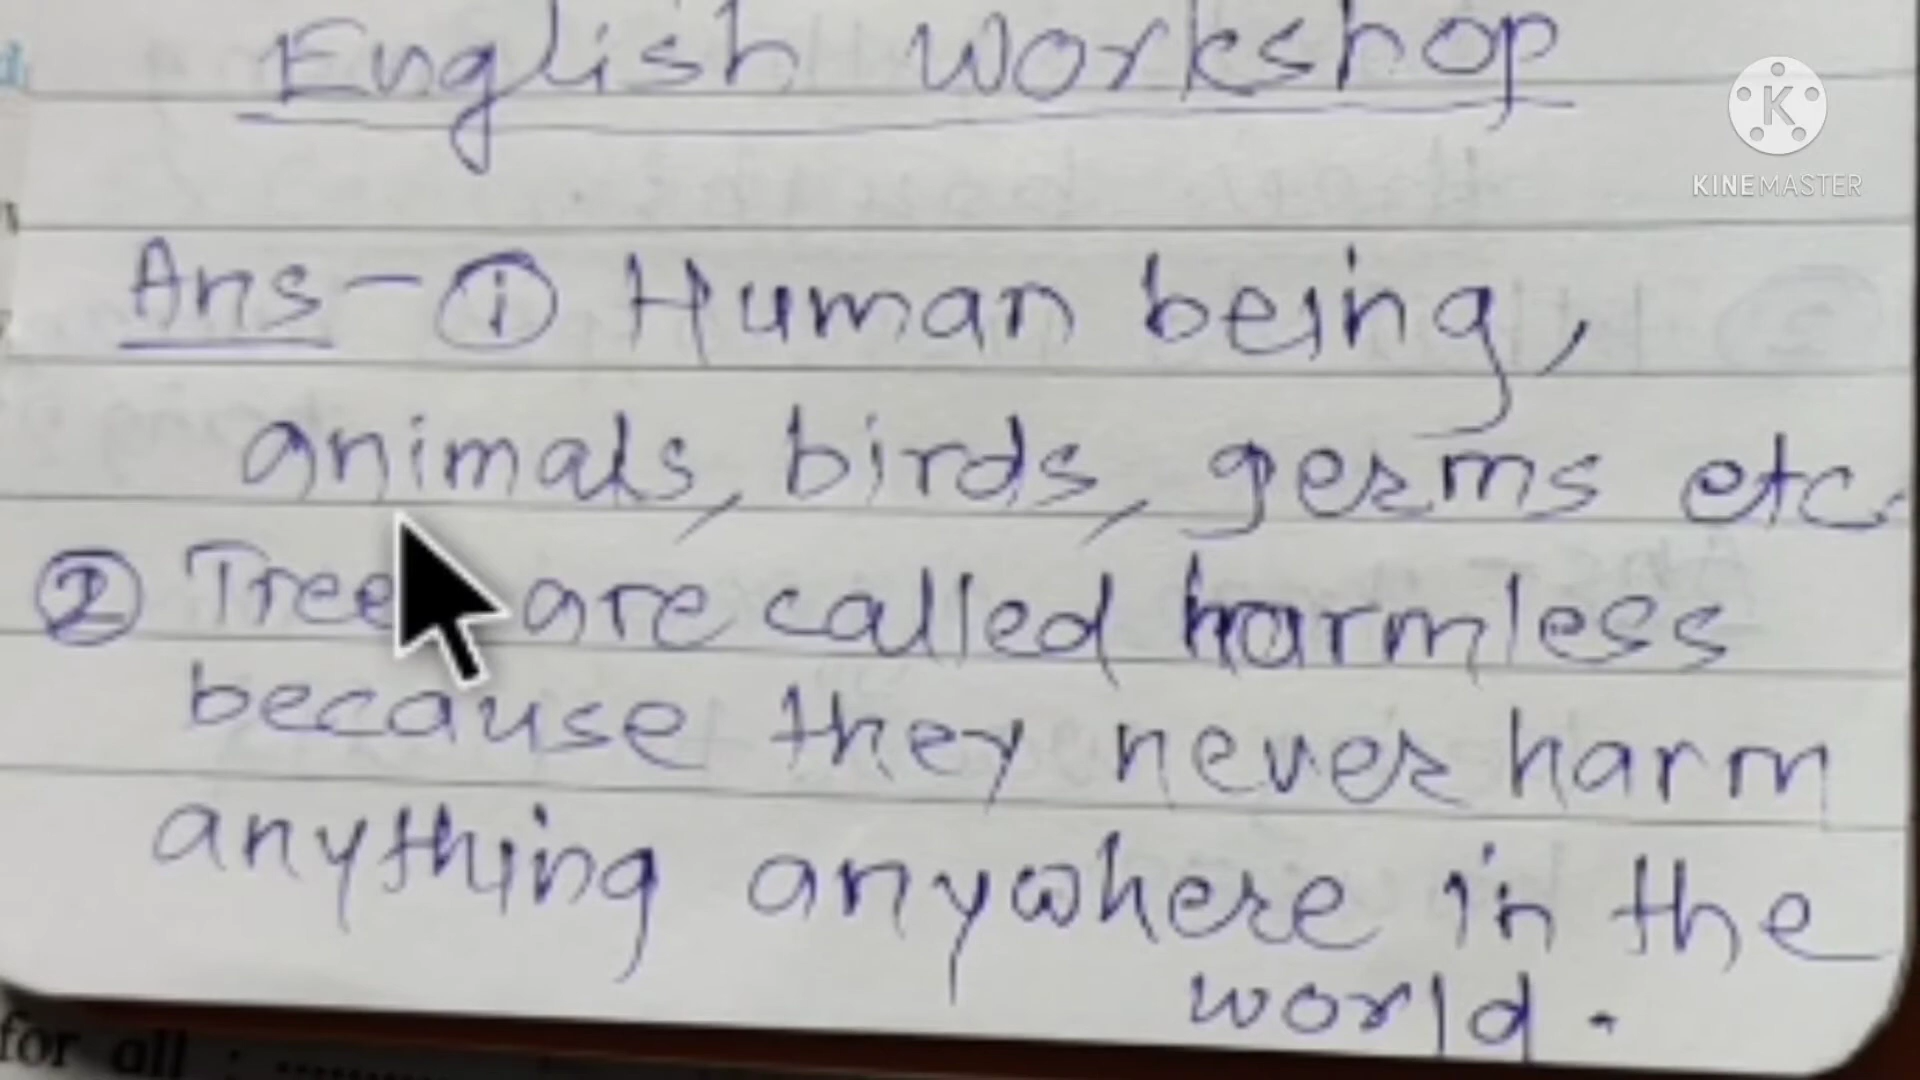 English workshop
KINEMASTER
Ans - ① Human being,
animals, birds, germs etc.
② Tree are called harmless
because they never harm
anything anywhere in the
world.
for all :